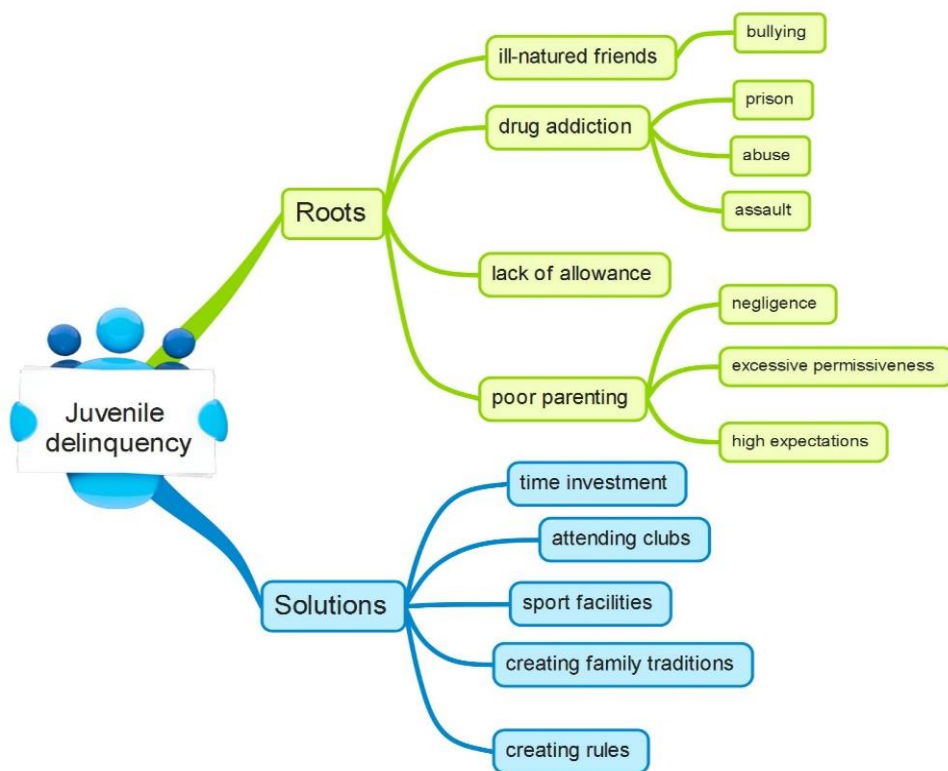 Juvenile
delinquency
Roots
ill-natured friends
bullying
drug addiction
prison
abuse
assault
lack of allowance
poor parenting
negligence
excessive permissiveness
high expectations
Solutions
time investment
attending clubs
sport facilities
creating family traditions
creating rules